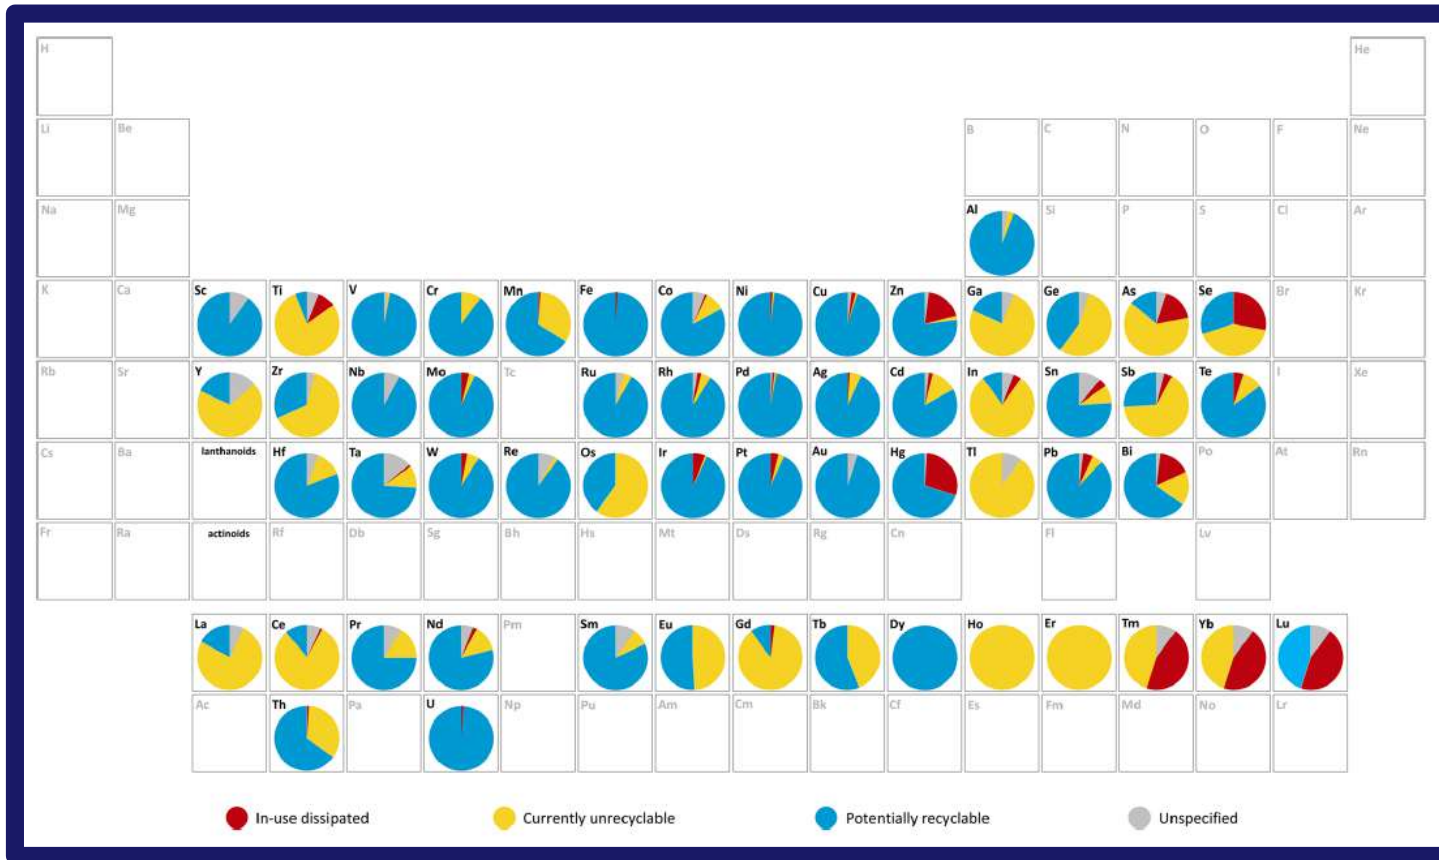 H He
Li Be B C N O F Ne
Na Mg Al Si P S Cl Ar
K Ca Sc Ti V Cr Mn Fe Co Ni Cu Zn Ga Ge As Se Br Kr
Rb Sr Y Zr Nb Mo Tc Ru Rh Pd Ag Cd In Sn Sb Te I Xe
Cs Ba lanthanoids Hf Ta W Re Os Ir Pt Au Hg Tl Pb Bi Po At Rn
Fr Ra actinoids Rf Db Sg Bh Hs Mt Ds Rg Cn Fl Lv
La Ce Pr Nd Pm Sm Eu Gd Tb Dy Ho Er Tm Yb Lu
Ac Th Pa U Np Pu Am Cm Bk Cf Es Fm Md No Lr
In-use dissipated Currently unrecyclable Potentially recyclable Unspecified